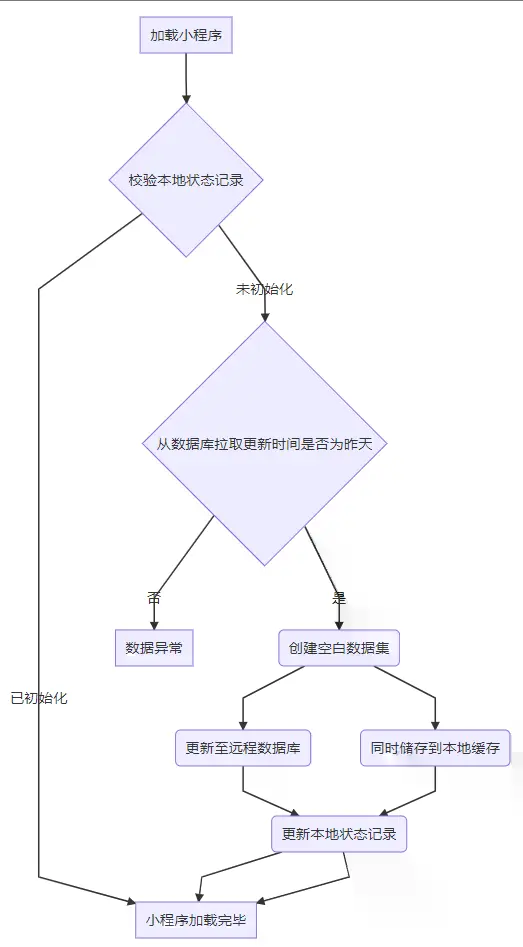 加载小程序
校验本地状态记录
未初始化
从数据库拉取更新时间是否为昨天
否
是
数据异常
创建空白数据集
已初始化
更新至远程数据库
同时储存到本地缓存
更新本地状态记录
小程序加载完毕